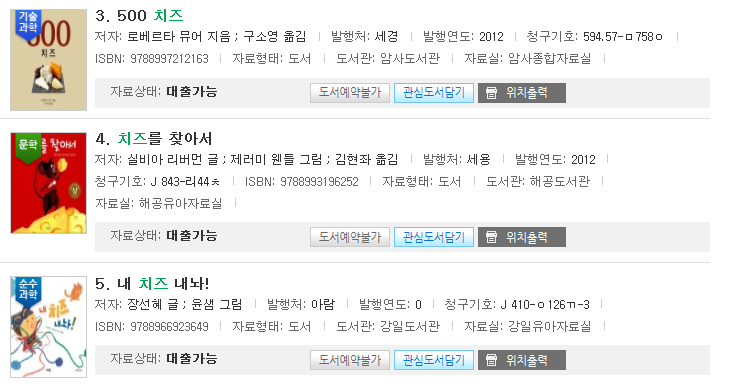 기술
과학
500
치즈
3. 500 치즈
저자: 로베르타 뮤어 지음 ; 구소영 옮김 발행처: 세경 발행연도: 2012 청구기호: 594.57-ㅁ758ㅇ
ISBN: 9788997212163 자료형태: 도서 도서관: 암사도서관 자료실: 암사종합자료실
자료상태: 대출가능 도서예약불가 관심도서담기 위치출력
문학 를 찾아서
4. 치즈를 찾아서
저자: 실비아 리버먼 글 ; 제러미 웬들 그림 ; 김현좌 옮김 발행처: 세용 발행연도: 2012
청구기호: J 843-리44ㅊ ISBN: 9788993196252 자료형태: 도서 도서관: 해공도서관
자료실: 해공유아자료실
자료상태: 대출가능 도서예약불가 관심도서담기 위치출력
순수
과학
내 치즈
내놔!
5. 내 치즈 내놔!
저자: 장선혜 글 ; 윤샘 그림 발행처: 아람 발행연도: 0 청구기호: J 410-ㅇ126ㄱ-3
ISBN: 9788966923649 자료형태: 도서 도서관: 강일도서관 자료실: 강일유아자료실
자료상태: 대출가능 도서예약불가 관심도서담기 위치출력